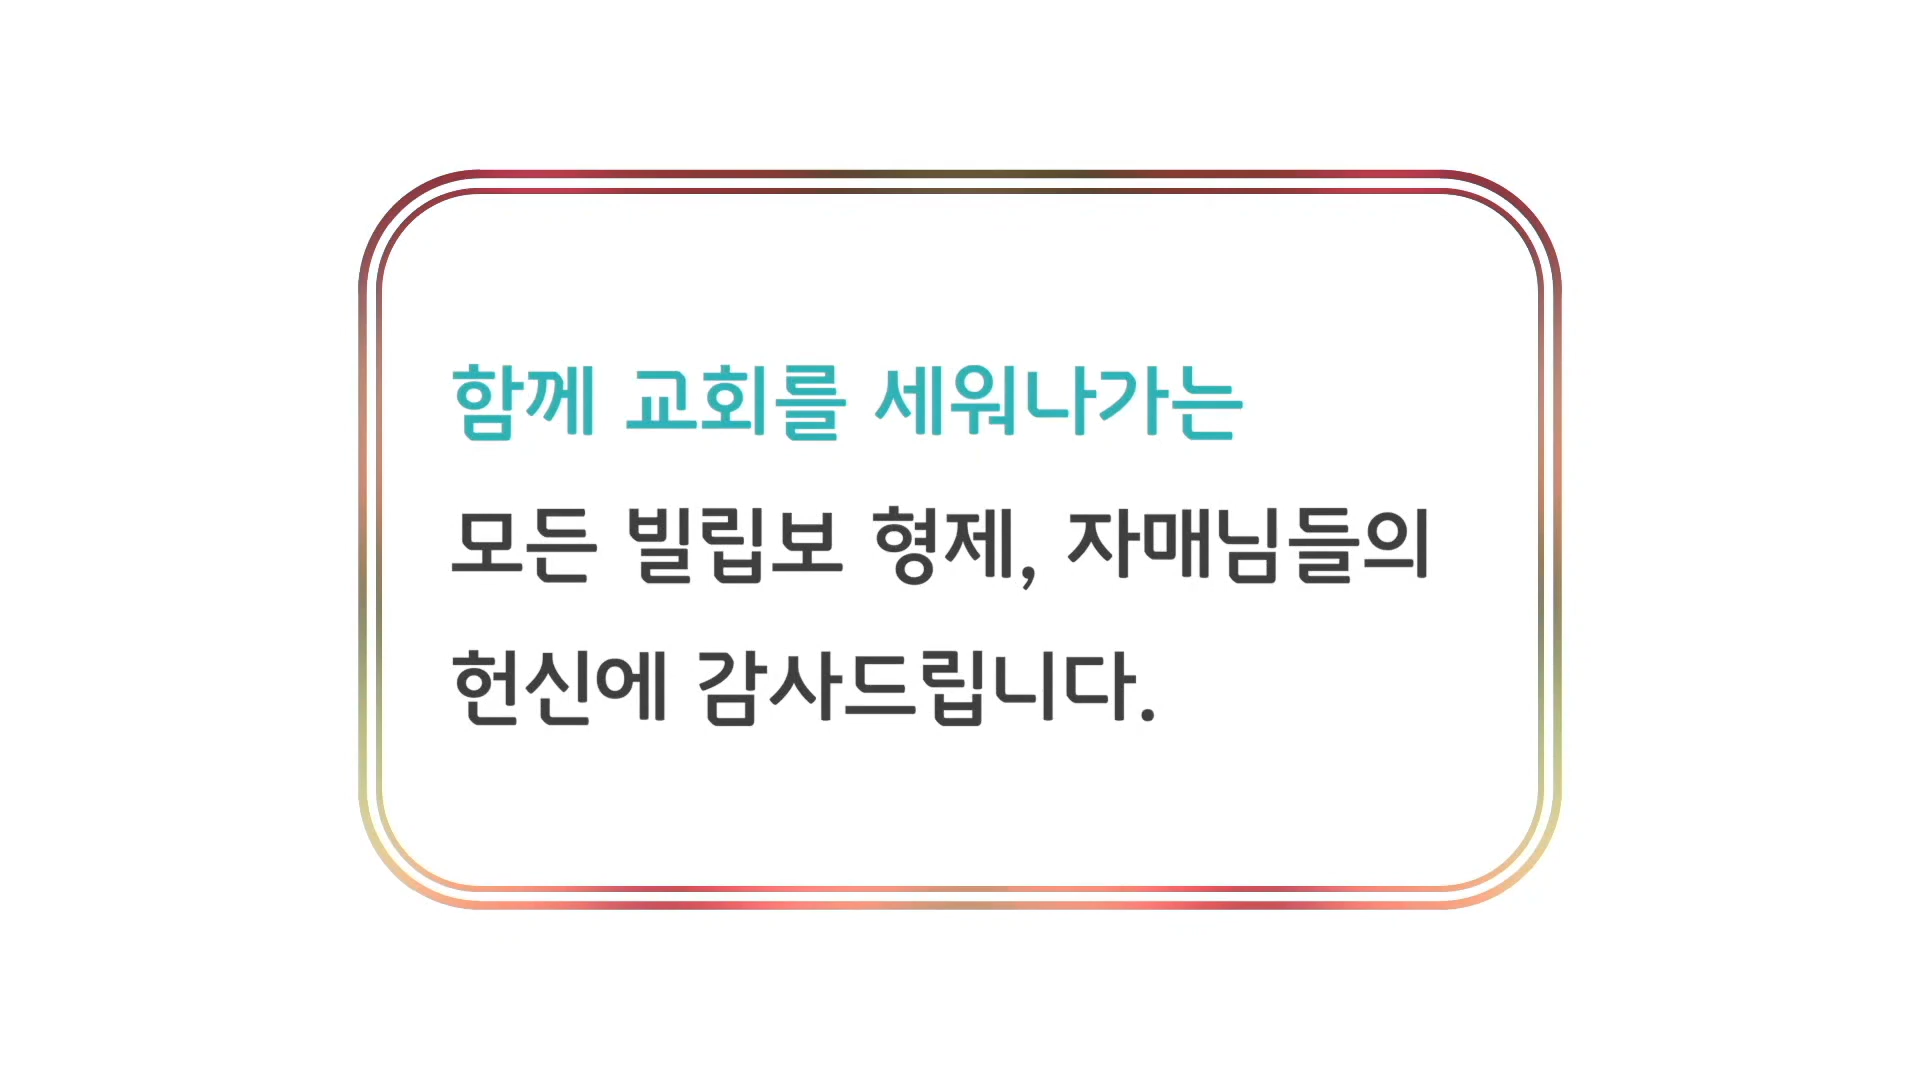 함께 교회를 세워나가는
모든 빌립보 형제, 자매님들의
헌신에 감사드립니다.